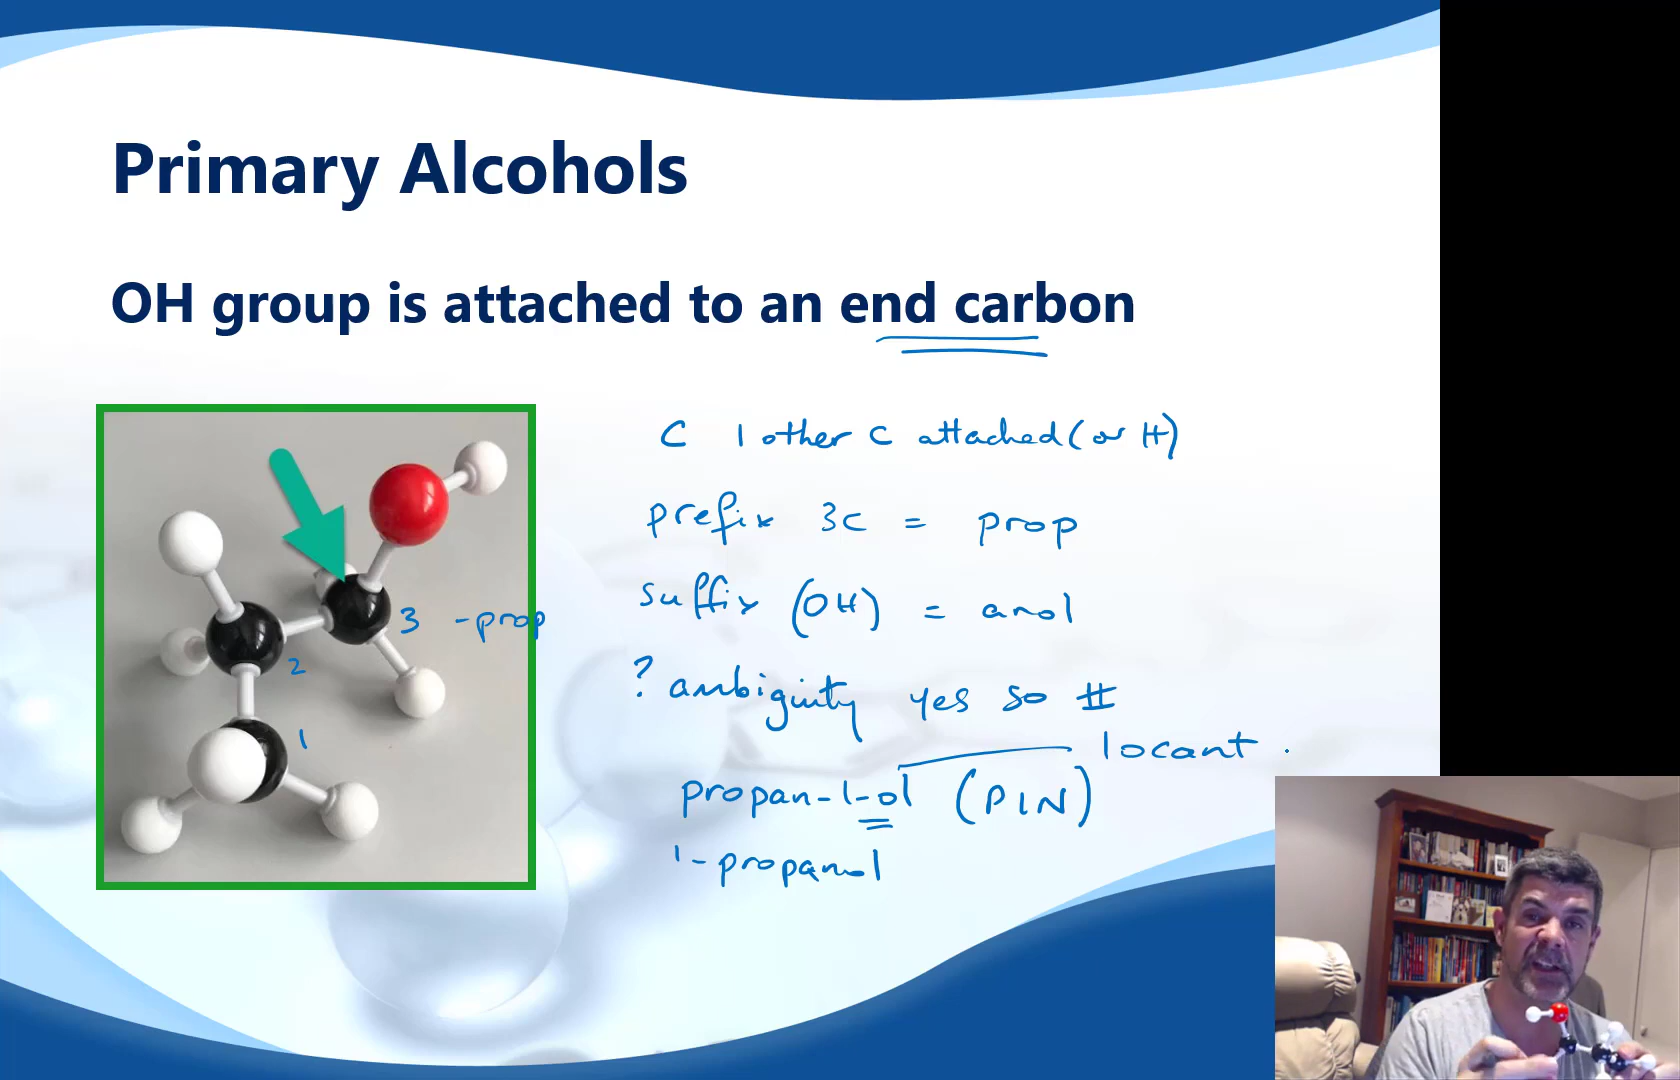 Primary Alcohols
OH group is attached to an end carbon
C 1 other C attached (or H)
prefix 3C = prop
suffix (OH) = anol
3 - prop
2
1
? ambiguity yes so #
locant .
propan-1-ol (PIN)
1-propanol